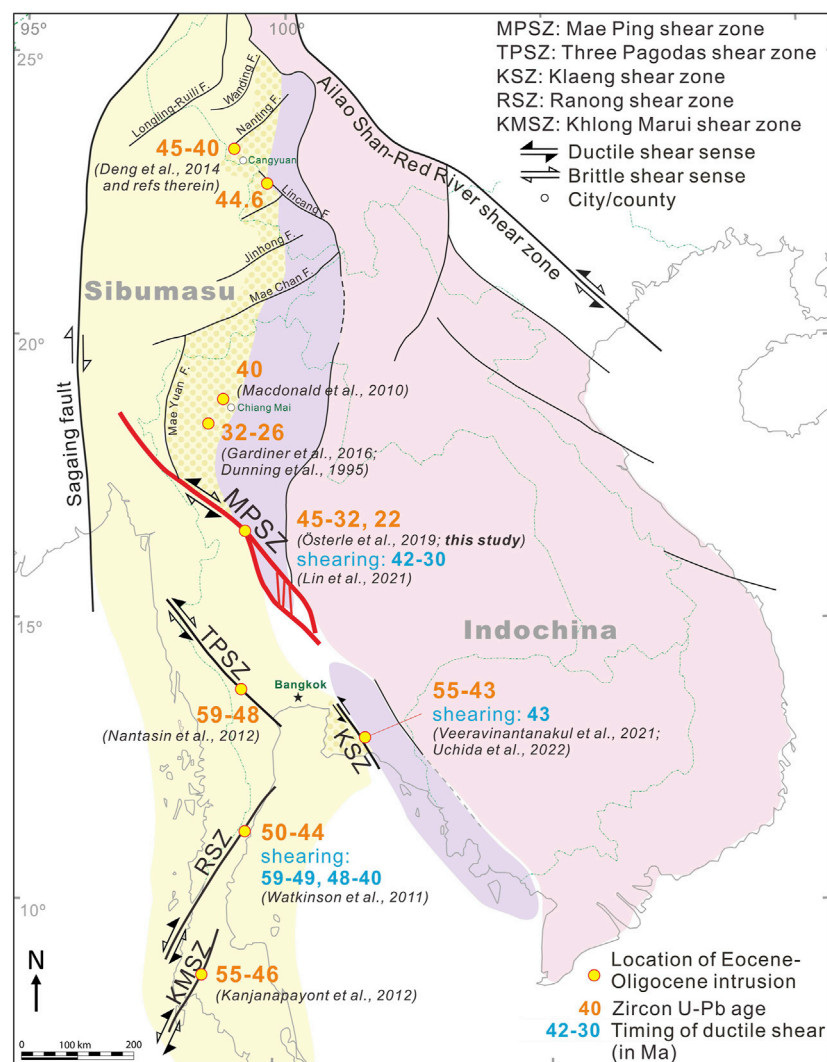 95º
100º
25º
20º
15º
10º
MPSZ: Mae Ping shear zone
TPSZ: Three Pagodas shear zone
KSZ: Klaeng shear zone
RSZ: Ranong shear zone
KMSZ: Khlong Marui shear zone
Ductile shear sense
Brittle shear sense
City/county
Longling-Ruili F.
Wanding F.
Nanting F.
Ailao Shan-Red River shear zone
45-40
Cangyuan
(Deng et al., 2014
and refs therein)
44.6
Lincang F.
Jinhong F.
Mae Chan F.
Sibumasu
Sagaing fault
Mae Yuan F.
40
(Macdonald et al., 2010)
Chiang Mai
32-26
(Gardiner et al., 2016;
Dunning et al., 1995)
MPSZ
45-32, 22
(Österle et al., 2019; this study)
shearing: 42-30
(Lin et al., 2021)
Indochina
TPSZ
Bangkok
59-48
(Nantasin et al., 2012)
KSZ
55-43
shearing: 43
(Veeravinantanakul et al., 2021;
Uchida et al., 2022)
RSZ
50-44
shearing:
59-49, 48-40
(Watkinson et al., 2011)
KMSZ
55-46
(Kanjanapayont et al., 2012)
N
0 100 km 200
Location of Eocene-
Oligocene intrusion
40 Zircon U-Pb age
42-30 Timing of ductile shear
(in Ma)